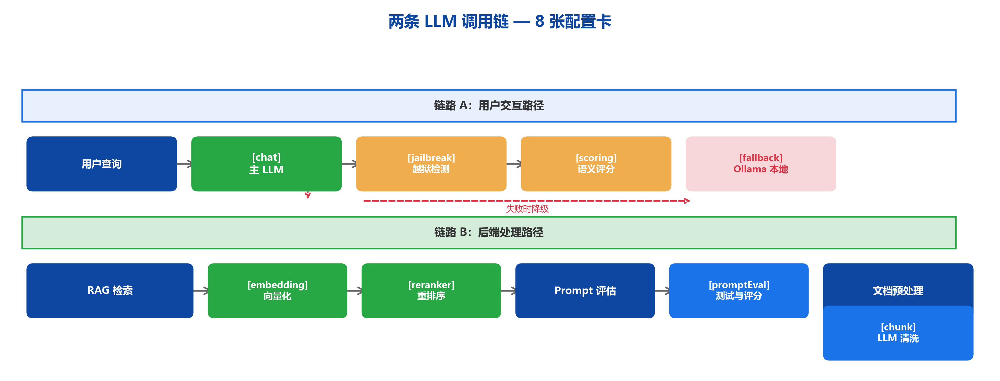 两条 LLM 调用链 — 8 张配置卡
链路 A：用户交互路径
用户查询
[chat]
主 LLM
[jailbreak]
越狱检测
[scoring]
语义评分
[fallback]
Ollama 本地
失败时降级
链路 B：后端处理路径
RAG 检索
[embedding]
向量化
[reranker]
重排序
Prompt 评估
[promptEval]
测试与评分
文档预处理
[chunk]
LLM 清洗